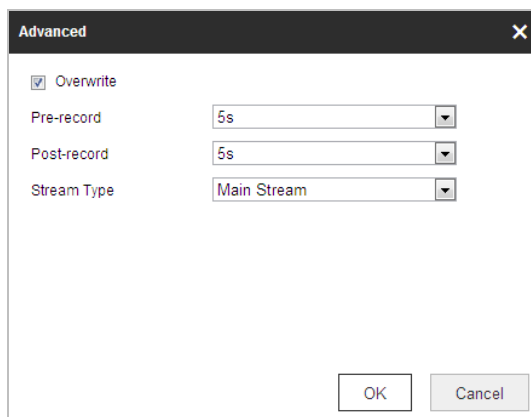 Advanced
Overwrite
Pre-record 5s
Post-record 5s
Stream Type Main Stream
OK Cancel